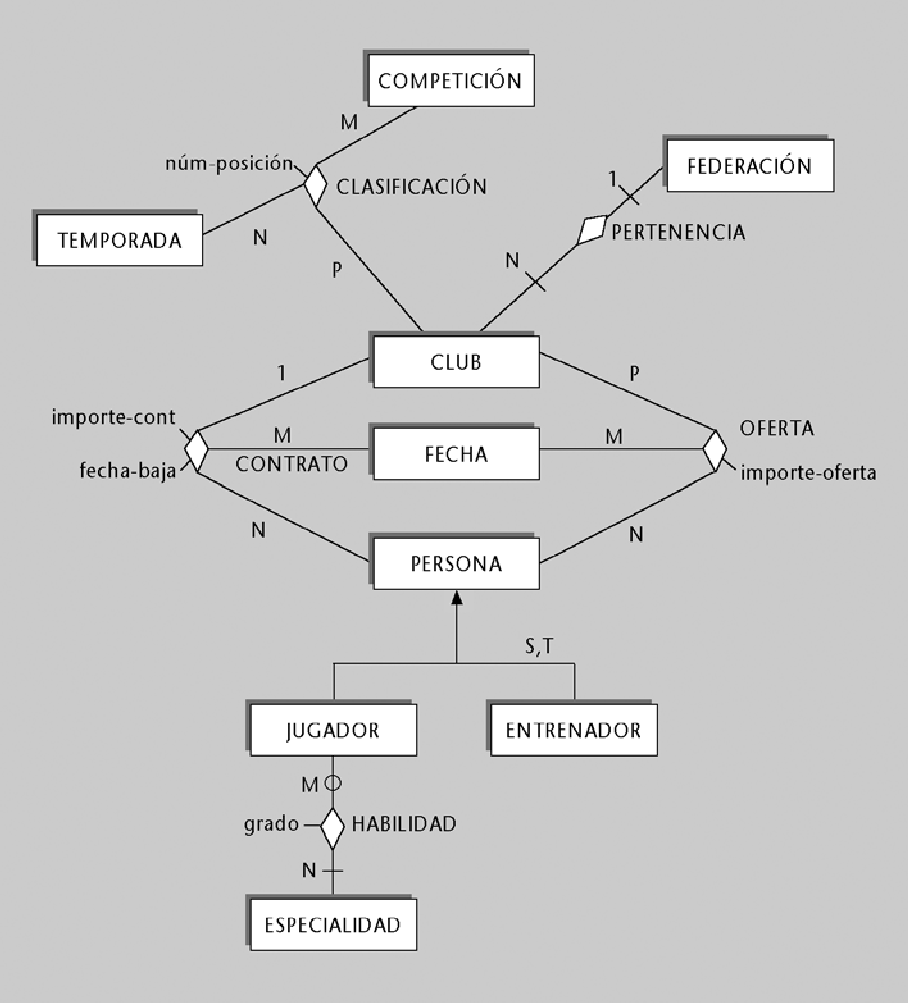 COMPETICIÓN
M
núm-posición
CLASIFICACIÓN
FEDERACIÓN
1
TEMPORADA
N
PERTENENCIA
N
P
CLUB
1
P
importe-cont
M
M
OFERTA
fecha-baja
CONTRATO
FECHA
importe-oferta
N
N
PERSONA
S,T
JUGADOR
ENTRENADOR
M
grado
HABILIDAD
N
ESPECIALIDAD